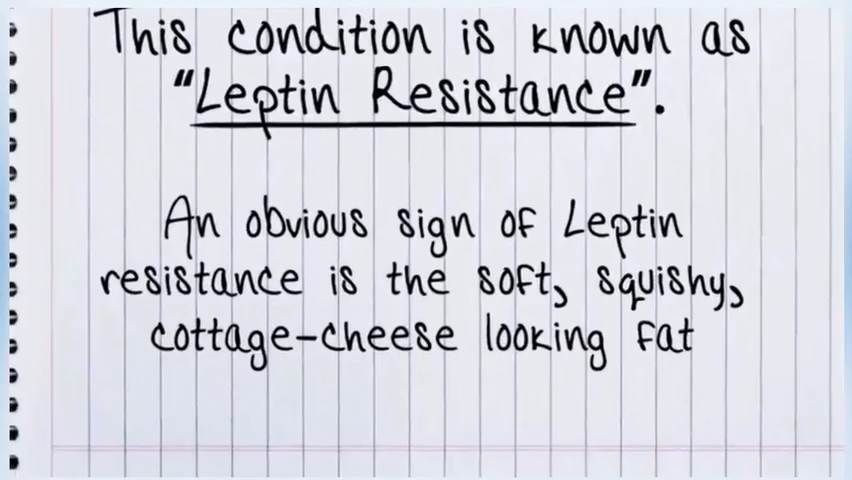 This condition is known as
"Leptin Resistance".
An obvious sign of Leptin
resistance is the soft, squishy,
cottage-cheese looking fat